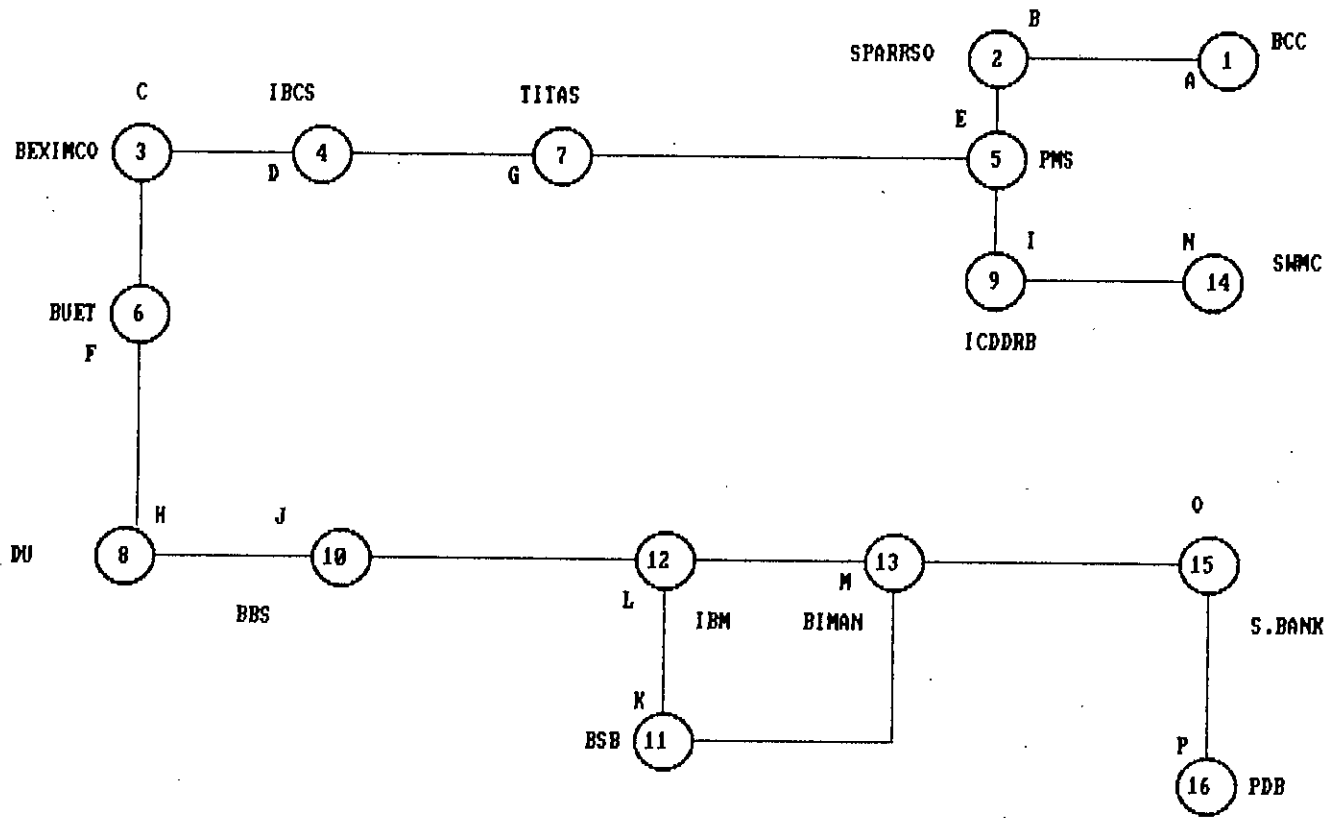 B
SPARRSO 2 1 BCC
A
C IBCS TITAS
E
BEXIMCO 3 4 7 5 PMS
D G
I N
9 14 SWMC
BUET 6
F ICDDRB
O
H J
DU 8 10 12 13 15
L M
BBS IBM BIMAN S.BANK
K
BSB 11
P
16 PDB